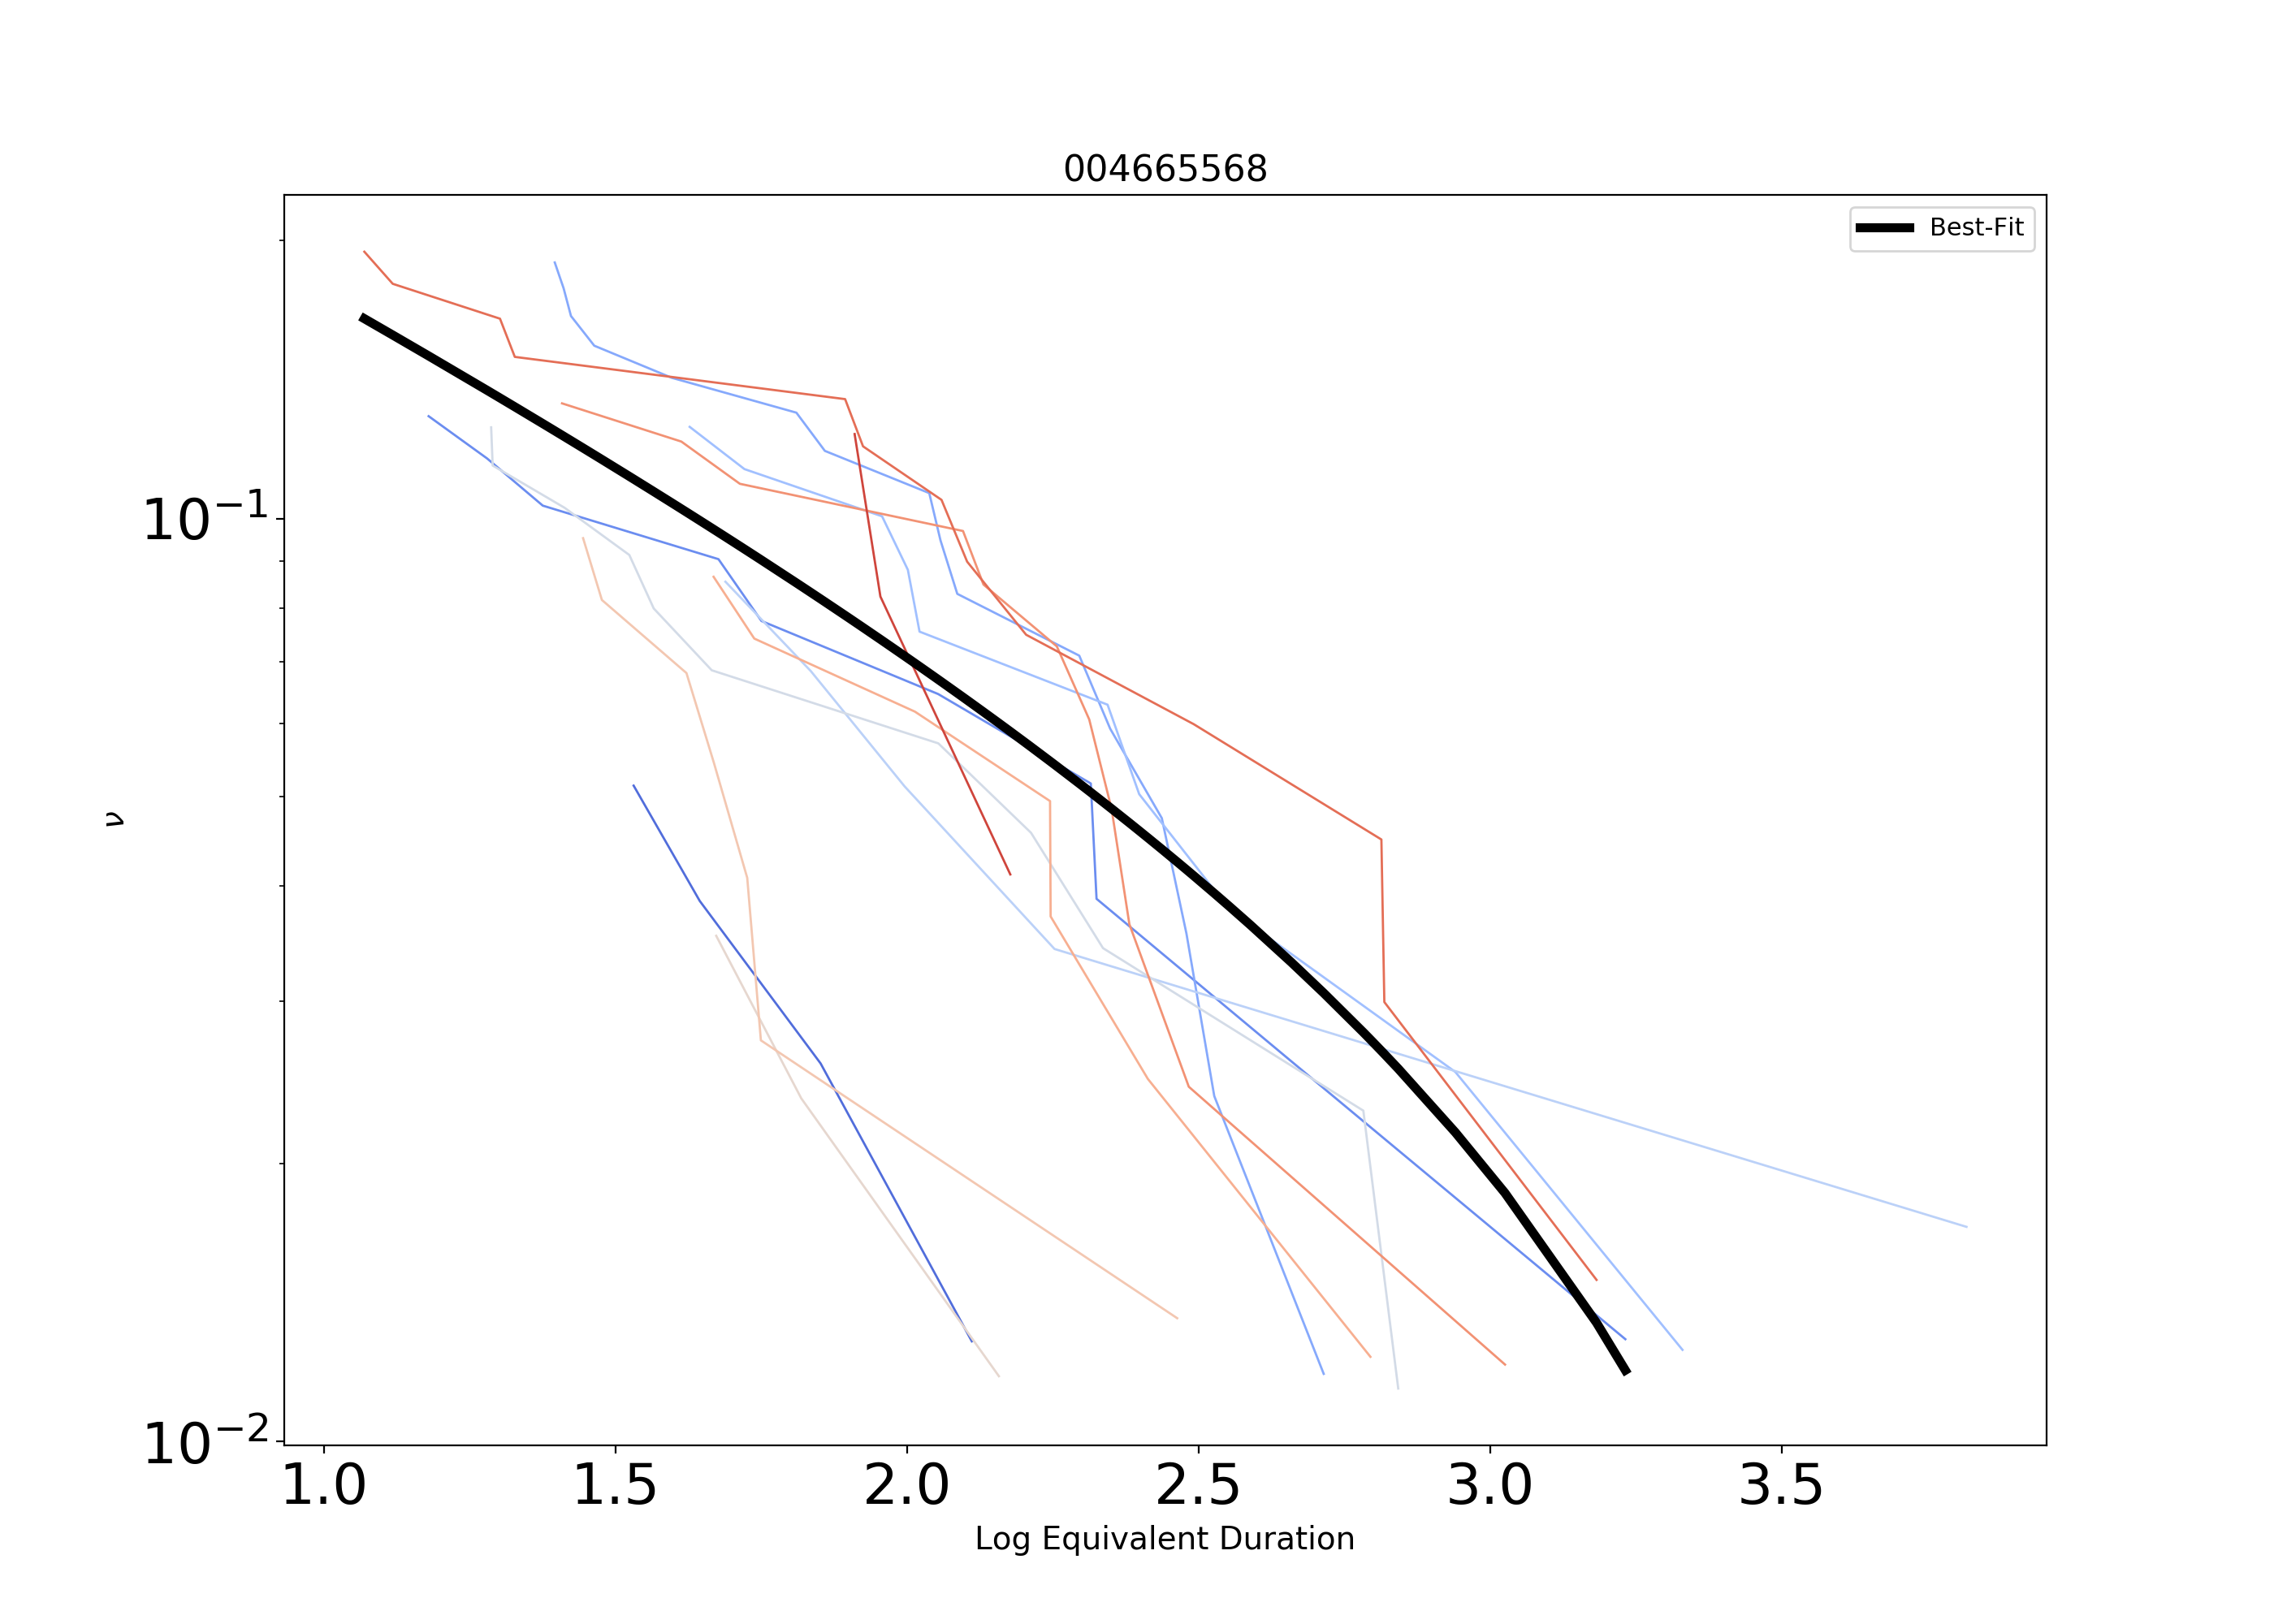 004665568
Best-Fit
10⁻¹
ν
10⁻²
1.0 1.5 2.0 2.5 3.0 3.5
Log Equivalent Duration